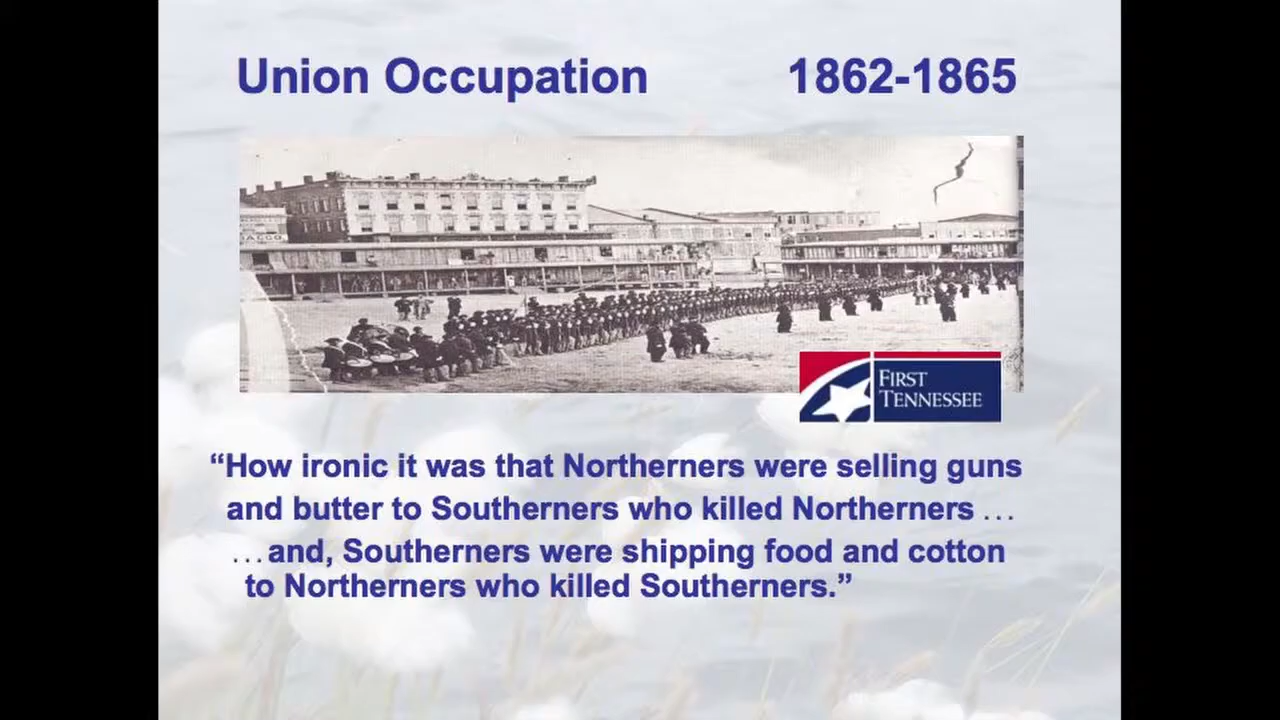 Union Occupation 1862-1865
ACCO
FIRST
TENNESSEE
“How ironic it was that Northerners were selling guns
and butter to Southerners who killed Northerners ...
...and, Southerners were shipping food and cotton
to Northerners who killed Southerners.”